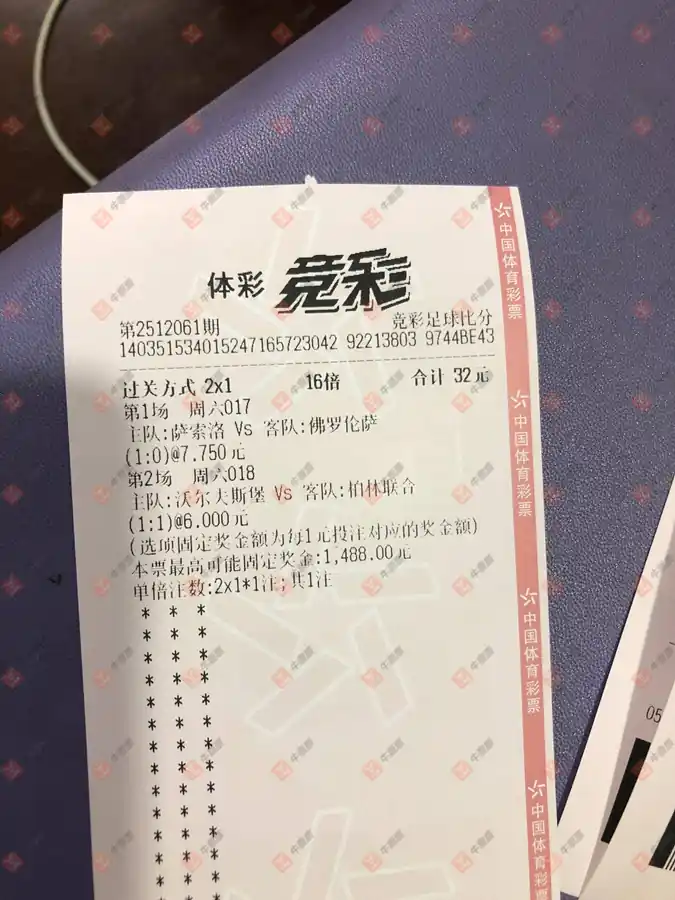 体彩 竞彩
第2512061期 竞彩足球比分
140351534015247165723042 92213803 9744BE43
过关方式 2x1 16倍 合计 32元
第1场 周六017
主队:萨索洛 Vs 客队:佛罗伦萨
(1:0)@7.750元
第2场 周六018
主队:沃尔夫斯堡 Vs 客队:柏林联合
(1:1)@6.000元
(选项固定奖金额为每1元投注对应的奖金额)
本票最高可能固定奖金:1,488.00元
单倍注数:2x1*1注;共1注
* * *
* * *
* * *
* * *
* * *
* * *
* * *
* * *
* * *
* * *
* * *
* * *
* * *
* * *
中国体育彩票
中国体育彩票
中国体育彩票
中国体育彩票
05